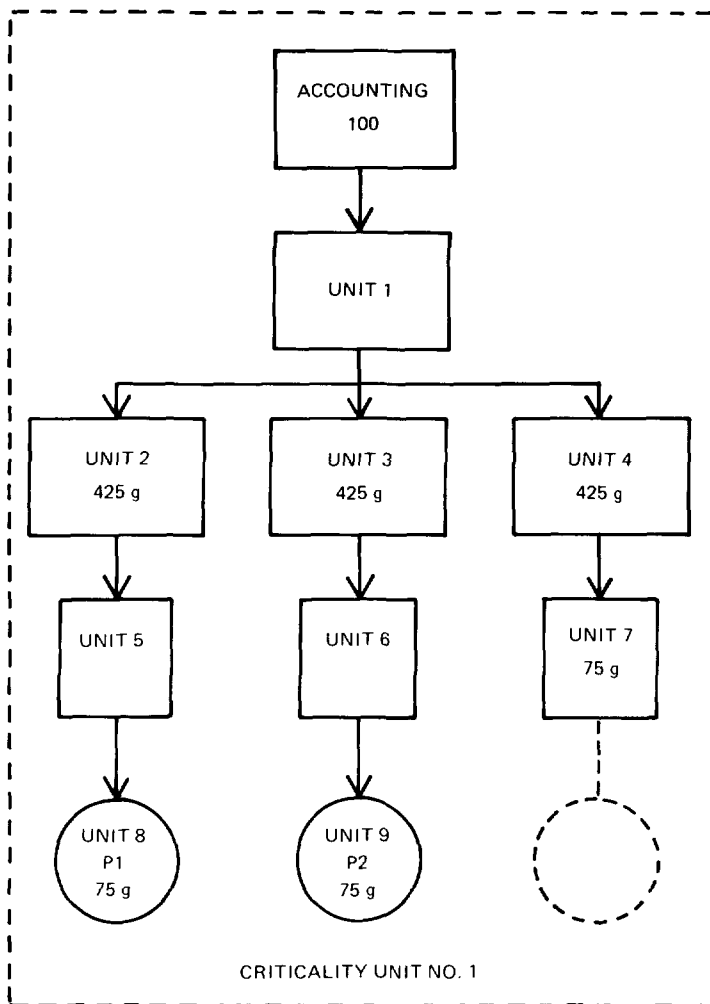 ACCOUNTING
100
UNIT 1
UNIT 2
425 g
UNIT 3
425 g
UNIT 4
425 g
UNIT 5
UNIT 6
UNIT 7
75 g
UNIT 8
P1
75 g
UNIT 9
P2
75 g
CRITICALITY UNIT NO. 1